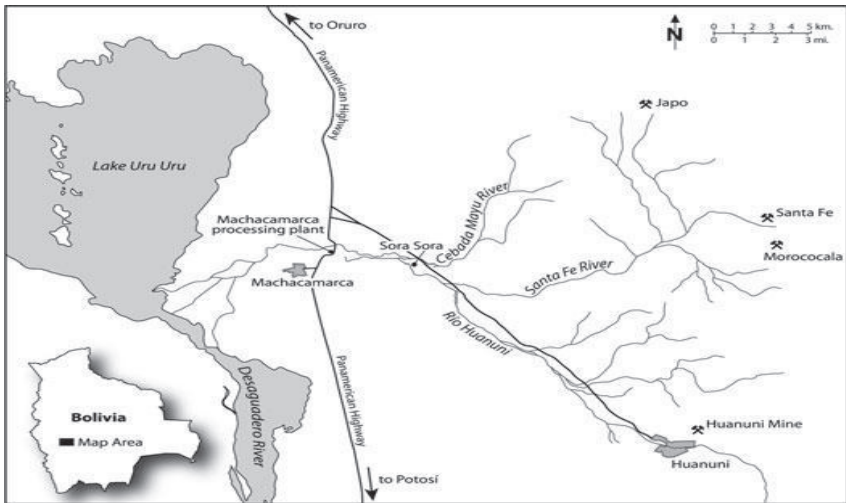 to Oruro
N
0 1 2 3 4 5 km.
0 1 2 3 mi.
Panamerican Highway
Japo
Lake Uru Uru
Cebada Mayu River
Santa Fe
Machacamarca
processing plant
Sora Sora
Morococala
Santa Fe River
Machacamarca
Río Huanuni
Desaguadero River
Panamerican Highway
Bolivia
Map Area
Huanuni Mine
Huanuni
to Potosí